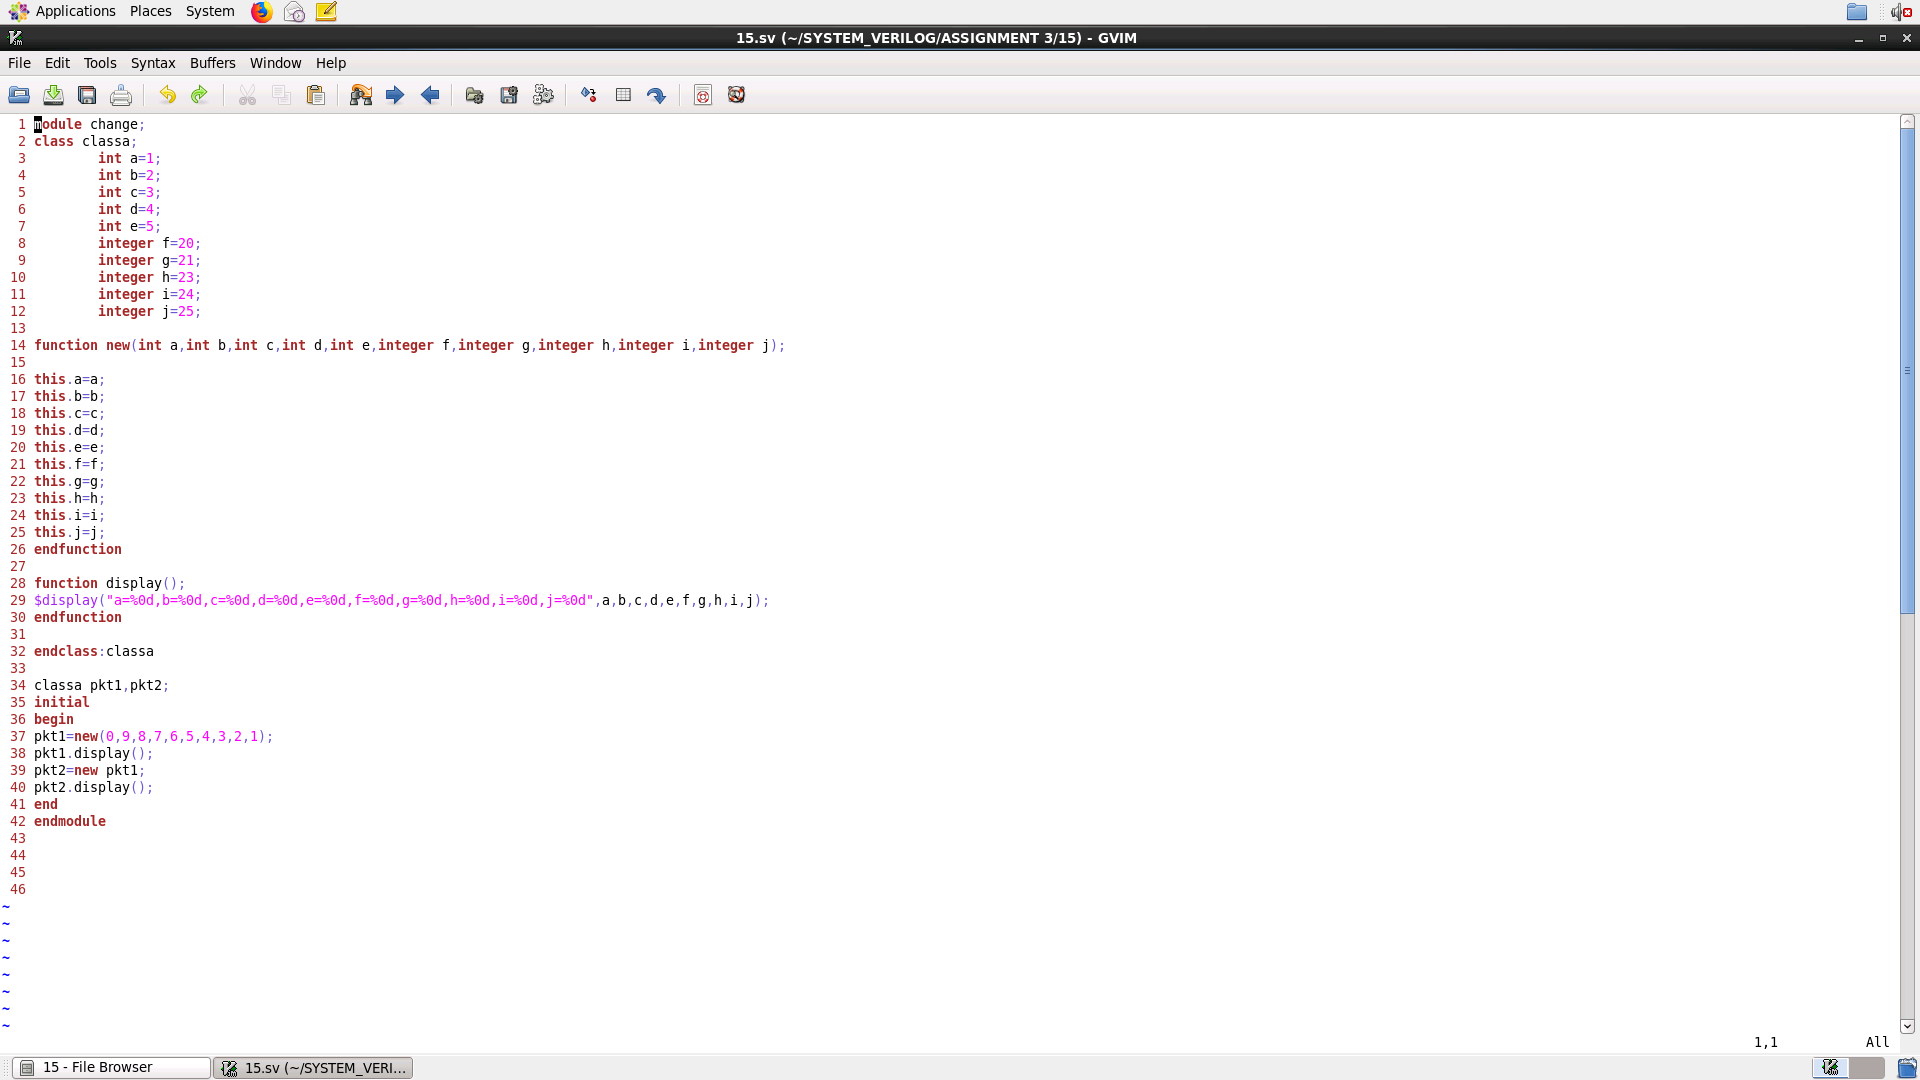 Applications Places System
15.sv (~/SYSTEM_VERILOG/ASSIGNMENT 3/15) - GVIM
File Edit Tools Syntax Buffers Window Help
1 module change;
2 class classa;
3 int a=1;
4 int b=2;
5 int c=3;
6 int d=4;
7 int e=5;
8 integer f=20;
9 integer g=21;
10 integer h=23;
11 integer i=24;
12 integer j=25;
13
14 function new(int a,int b,int c,int d,int e,integer f,integer g,integer h,integer i,integer j);
15
16 this.a=a;
17 this.b=b;
18 this.c=c;
19 this.d=d;
20 this.e=e;
21 this.f=f;
22 this.g=g;
23 this.h=h;
24 this.i=i;
25 this.j=j;
26 endfunction
27
28 function display();
29 $display("a=%0d,b=%0d,c=%0d,d=%0d,e=%0d,f=%0d,g=%0d,h=%0d,i=%0d,j=%0d",a,b,c,d,e,f,g,h,i,j);
30 endfunction
31
32 endclass:classa
33
34 classa pkt1,pkt2;
35 initial
36 begin
37 pkt1=new(0,9,8,7,6,5,4,3,2,1);
38 pkt1.display();
39 pkt2=new pkt1;
40 pkt2.display();
41 end
42 endmodule
43
44
45
46
~
~
~
~
~
~
~
~
1,1 All
15 - File Browser 15.sv (~/SYSTEM_VERI...